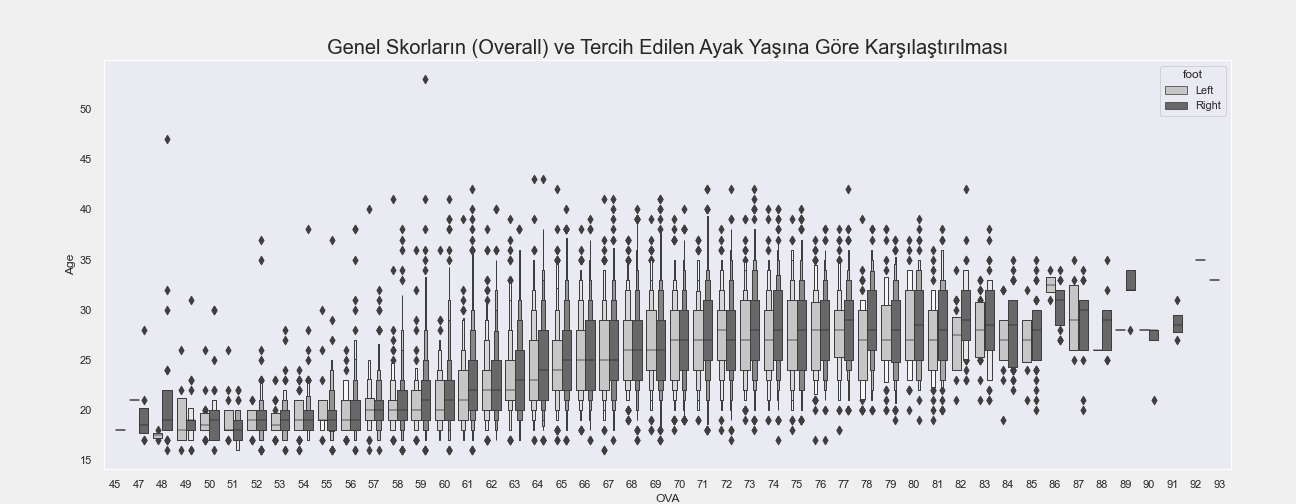 Genel Skorların (Overall) ve Tercih Edilen Ayak Yaşına Göre Karşılaştırılması
foot
Left
Right
50
45
40
35
30
25
20
15
Age
45 47 48 49 50 51 52 53 54 55 56 57 58 59 60 61 62 63 64 65 66 67 68 69 70 71 72 73 74 75 76 77 78 79 80 81 82 83 84 85 86 87 88 89 90 91 92 93
OVA